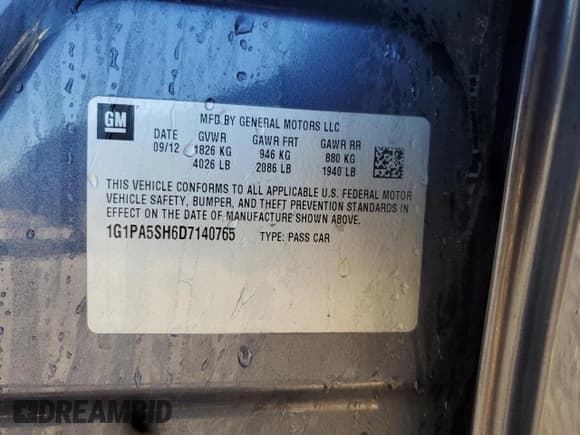 GM
MFD BY GENERAL MOTORS LLC
DATE GVWR GAWR FRT GAWR RR
09/12 1826 KG 946 KG 880 KG
4026 LB 2086 LB 1940 LB
THIS VEHICLE CONFORMS TO ALL APPLICABLE U.S. FEDERAL MOTOR
VEHICLE SAFETY, BUMPER, AND THEFT PREVENTION STANDARDS IN
EFFECT ON THE DATE OF MANUFACTURE SHOWN ABOVE.
1G1PA5SH6D7140765 TYPE: PASS CAR
DREAMBID